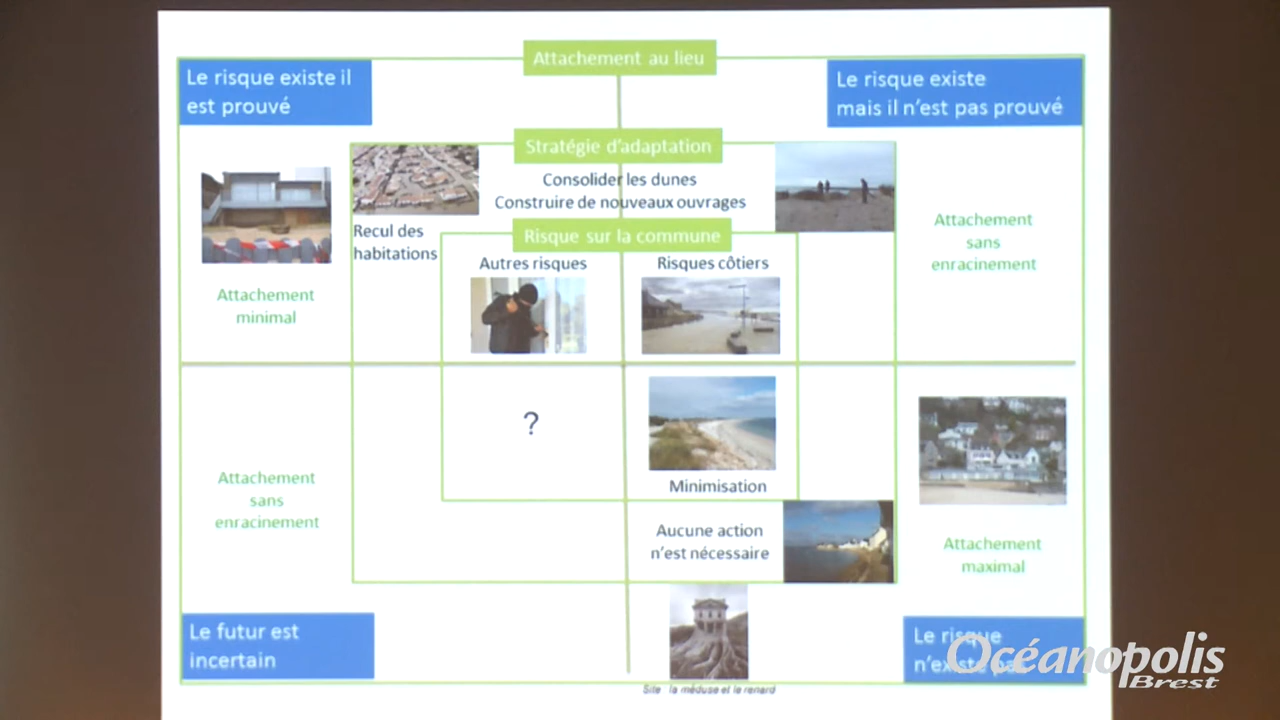 Attachement au lieu
Le risque existe il
est prouvé
Le risque existe
mais il n'est pas prouvé
Stratégie d'adaptation
Consolider les dunes
Construire de nouveaux ouvrages
Recul des
habitations
Risque sur la commune
Autres risques
Risques côtiers
Attachement
sans
enracinement
Attachement
minimal
?
Minimisation
Attachement
sans
enracinement
Aucune action
n'est nécessaire
Attachement
maximal
Le futur est
incertain
Le risque
n'existe pas
Océanopolis
Brest
Site la méduse et le renard